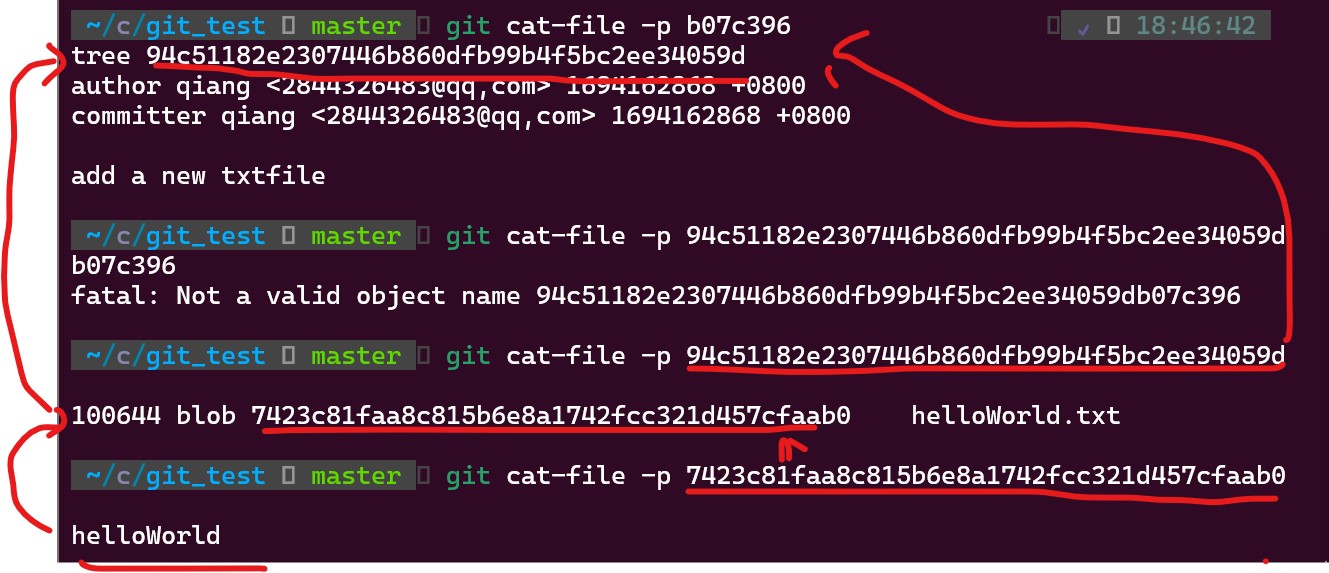 ~/c/git_test master git cat-file -p b07c396 18:46:42
tree 94c51182e2307446b860dfb99b4f5bc2ee34059d
author qiang <2844326483@qq,com> 1694162868 +0800
committer qiang <2844326483@qq,com> 1694162868 +0800
add a new txtfile
~/c/git_test master git cat-file -p 94c51182e2307446b860dfb99b4f5bc2ee34059d
b07c396
fatal: Not a valid object name 94c51182e2307446b860dfb99b4f5bc2ee34059db07c396
~/c/git_test master git cat-file -p 94c51182e2307446b860dfb99b4f5bc2ee34059d
100644 blob 7423c81faa8c815b6e8a1742fcc321d457cfaab0 helloWorld.txt
~/c/git_test master git cat-file -p 7423c81faa8c815b6e8a1742fcc321d457cfaab0
helloWorld